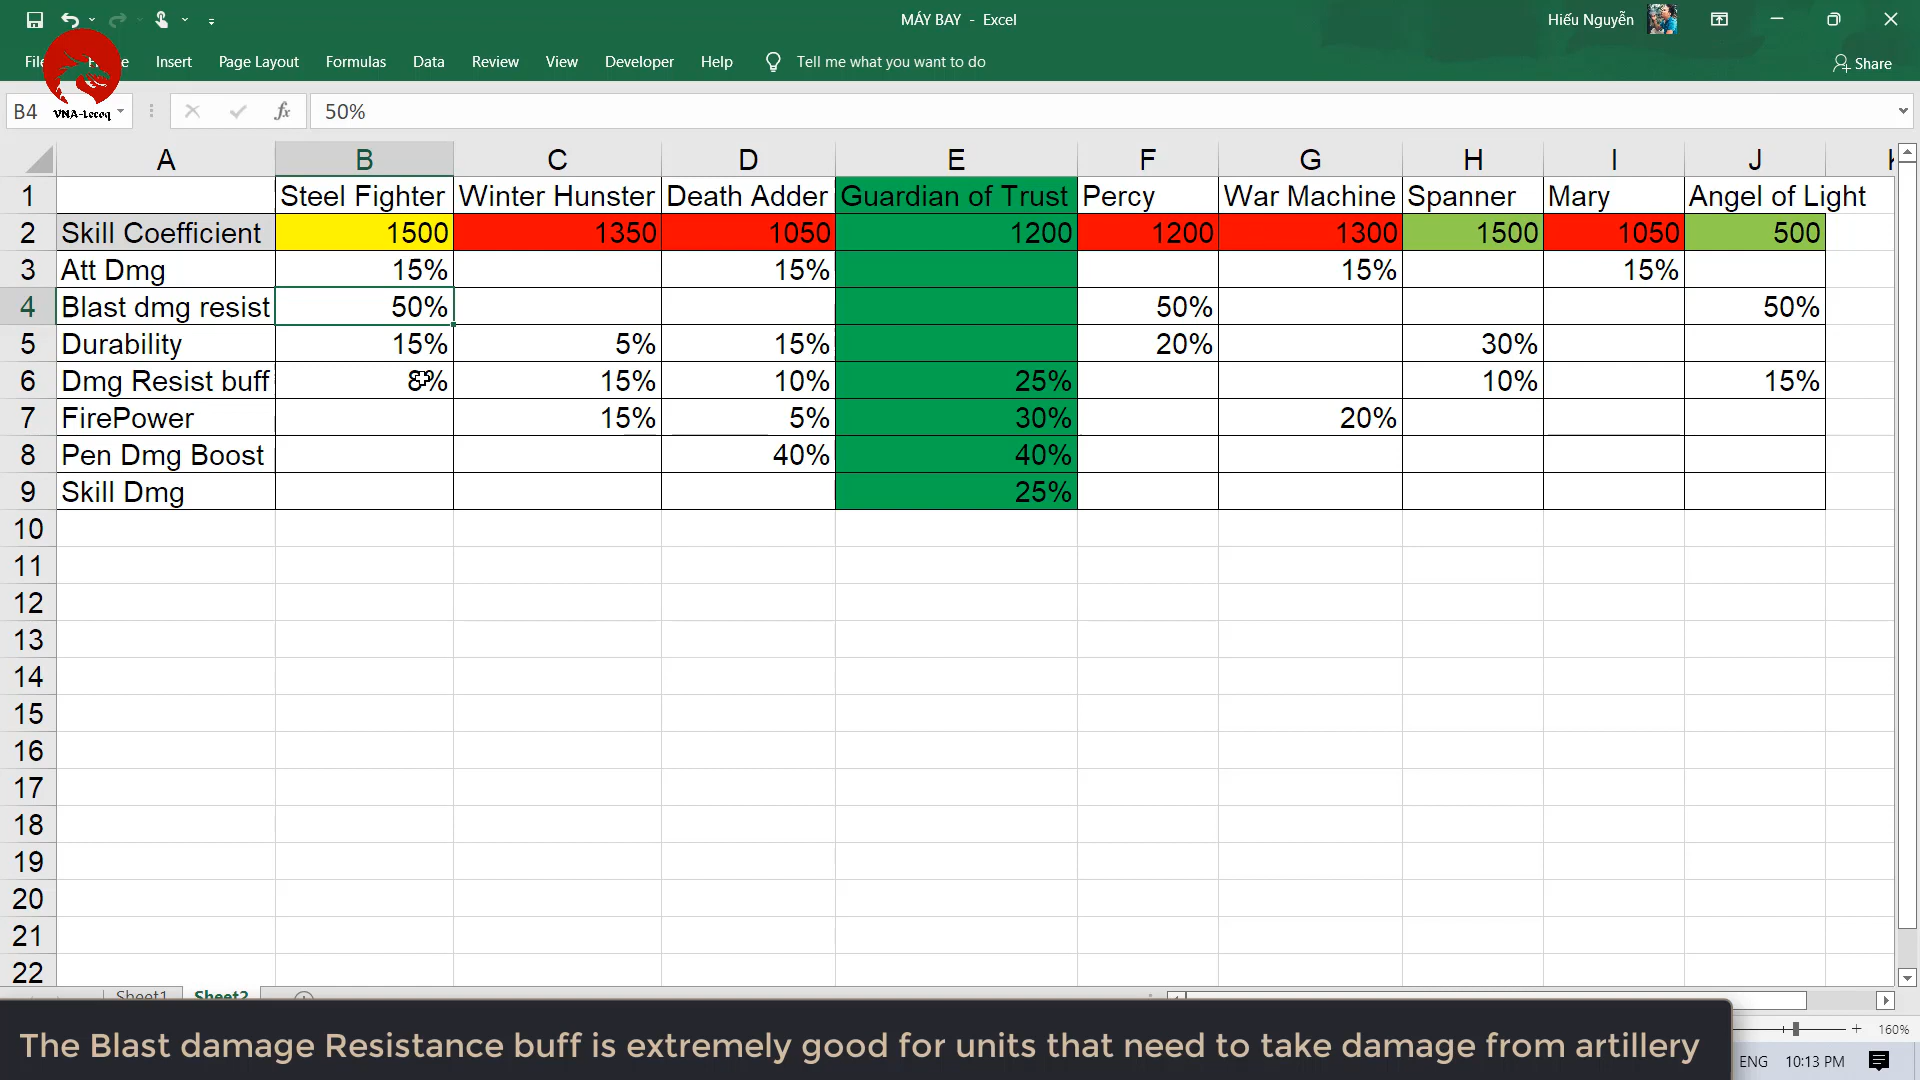 MÁY BAY - Excel
Hiếu Nguyễn
Insert Page Layout Formulas Data Review View Developer Help Tell me what you want to do Share
VNA-Lecoq
B4 fx 50%
A B C D E F G H I J
1 Steel Fighter Winter Hunster Death Adder Guardian of Trust Percy War Machine Spanner Mary Angel of Light
2 Skill Coefficient 1500 1350 1050 1200 1200 1300 1500 1050 500
3 Att Dmg 15% 15% 15% 15%
4 Blast dmg resist 50% 50% 50%
5 Durability 15% 5% 15% 20% 30%
6 Dmg Resist buff 8% 15% 10% 25% 10% 15%
7 FirePower 15% 5% 30% 20%
8 Pen Dmg Boost 40% 40%
9 Skill Dmg 25%
10
11
12
13
14
15
16
17
18
19
20
21
22
Sheet1 Sheet2
160%
The Blast damage Resistance buff is extremely good for units that need to take damage from artillery
ENG 10:13 PM